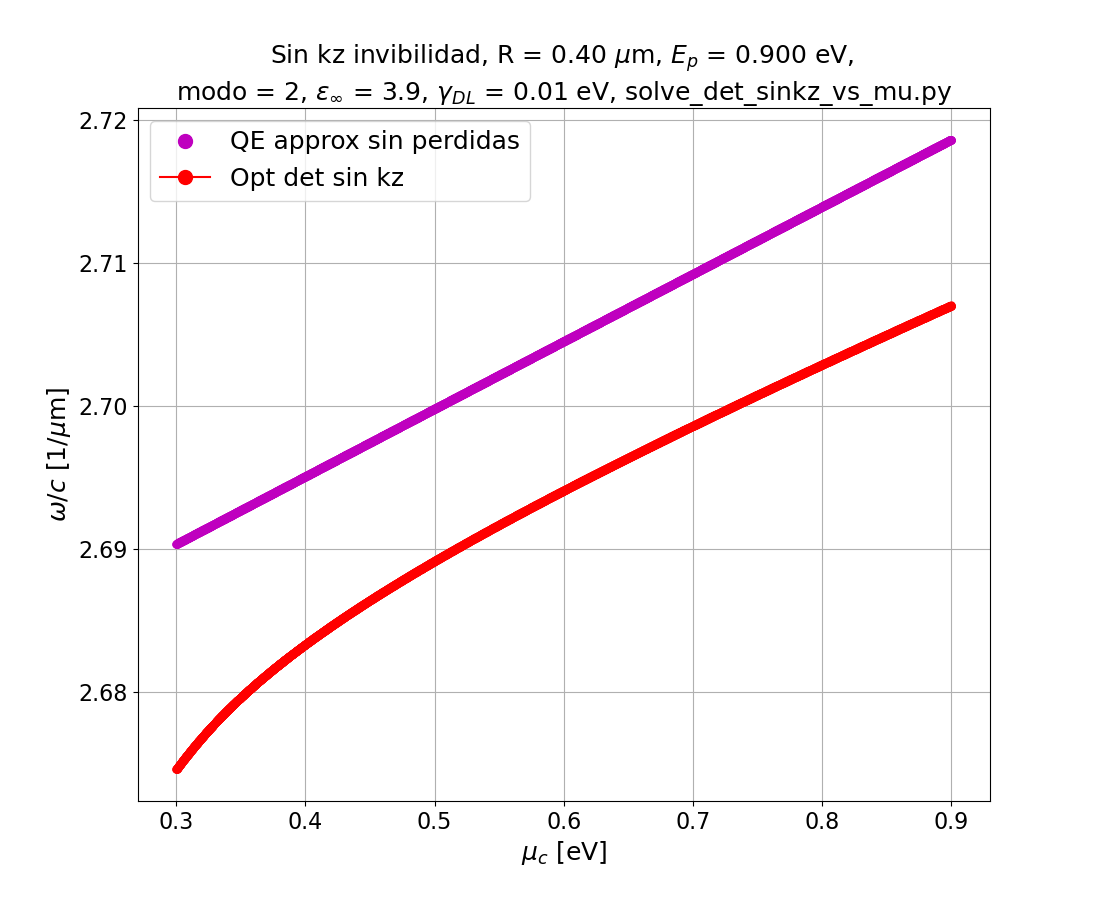 Sin kz invibilidad, R = 0.40 μm, E_p = 0.900 eV,
modo = 2, ε_∞ = 3.9, γ_DL = 0.01 eV, solve_det_sinkz_vs_mu.py
QE approx sin perdidas
Opt det sin kz
2.72
2.71
2.70
2.69
2.68
ω/c [1/μm]
0.3 0.4 0.5 0.6 0.7 0.8 0.9
μ_c [eV]